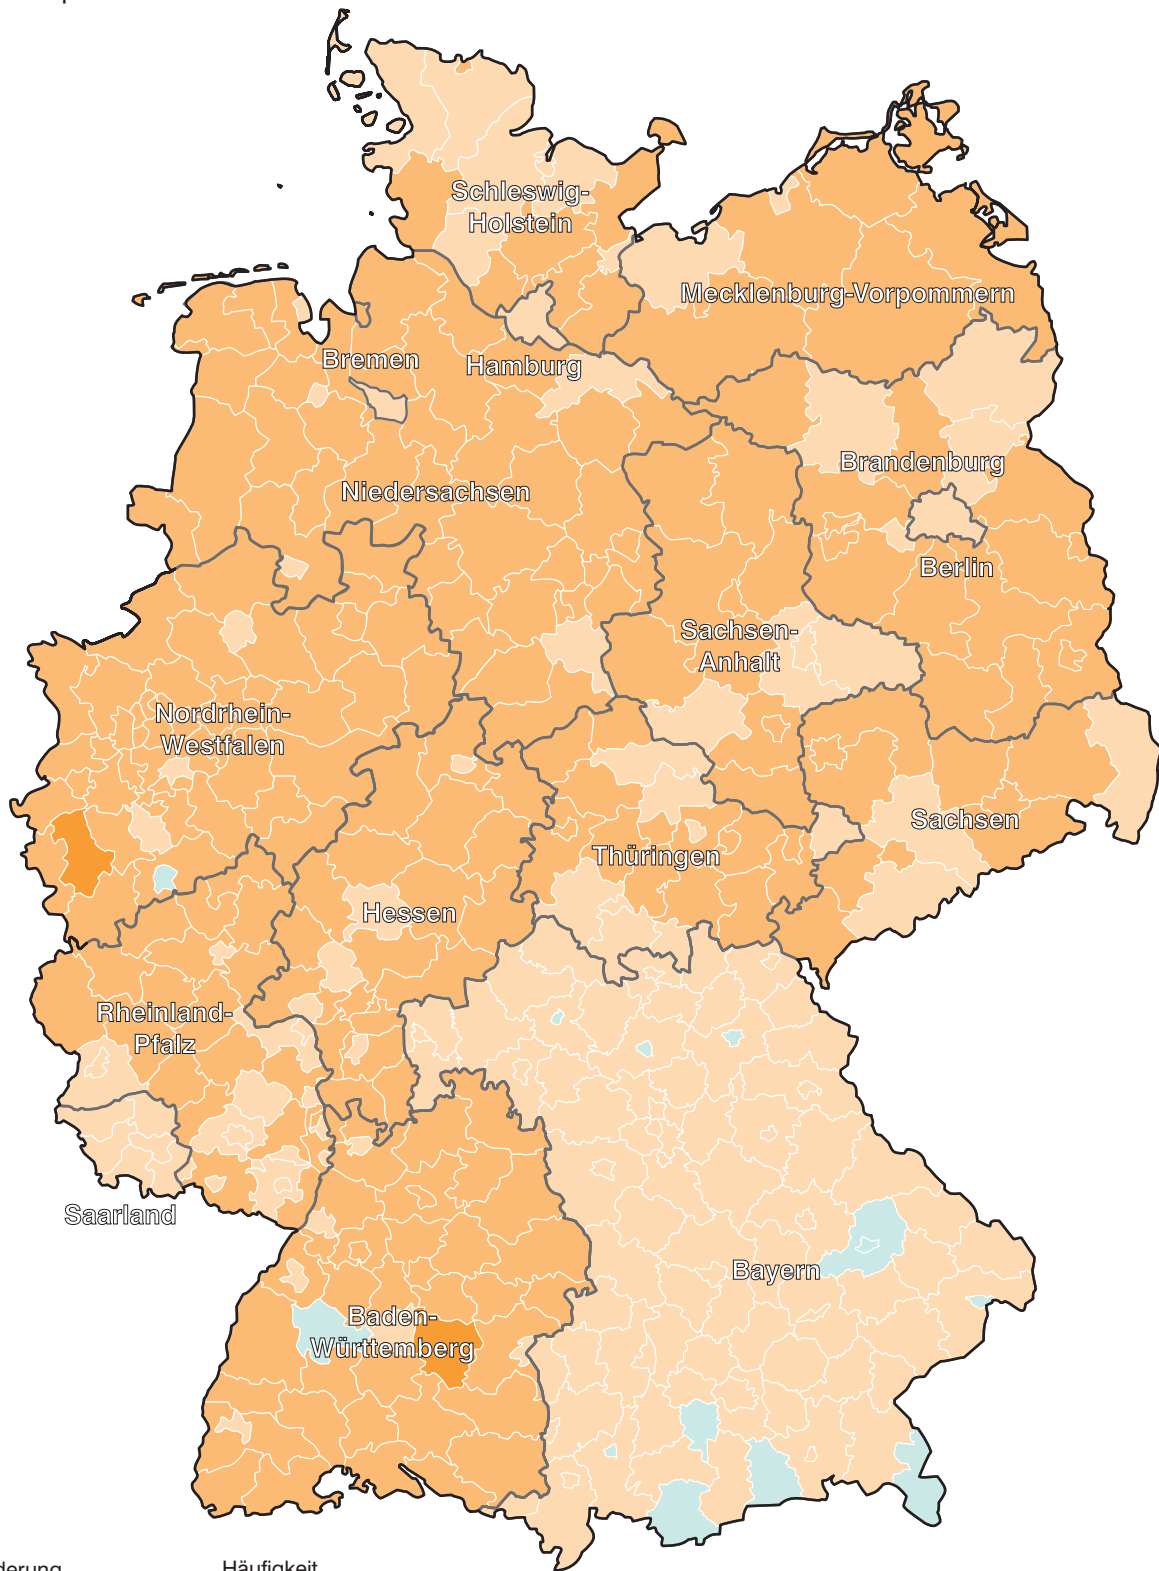 Schleswig-
Holstein
Mecklenburg-Vorpommern
Bremen
Hamburg
Brandenburg
Niedersachsen
Berlin
Sachsen-
Anhalt
Nordrhein-
Westfalen
Sachsen
Thüringen
Hessen
Rheinland-
Pfalz
Saarland
Bayern
Baden-
Württemberg
Häufigkeit